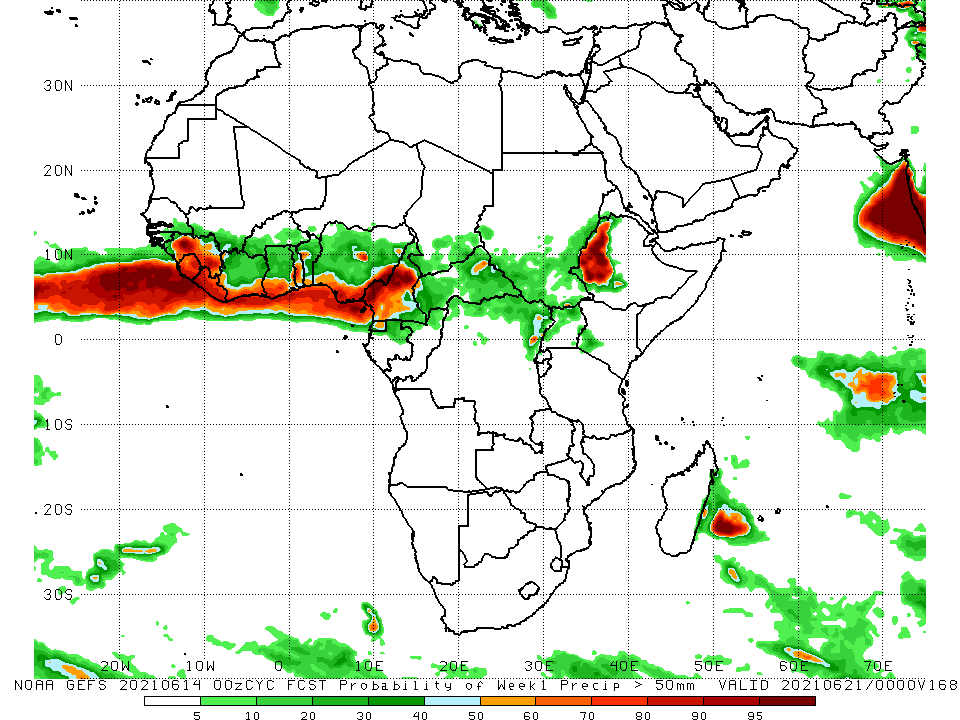 30N
20N
10N
0
10S
20S
30S
20W 10W 0 10E 20E 30E 40E 50E 60E 70E
NOAA GEFS 20210614 00zCYC FCST Probability of Week1 Precip > 50mm VALID 20210621/0000V168
5 10 20 30 40 50 60 70 80 90 95